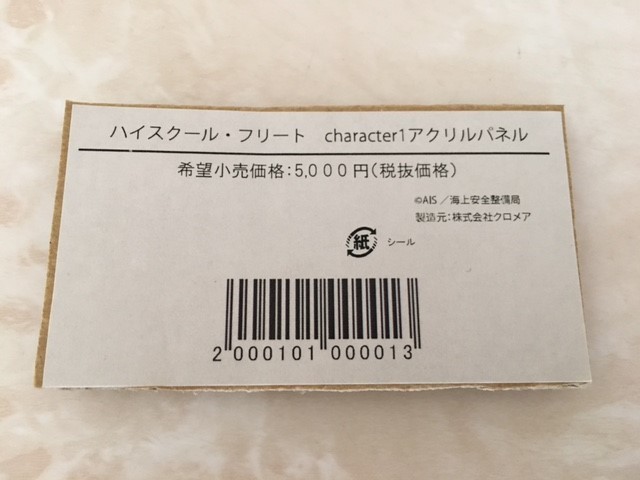 ハイスクール・フリート character1アクリルパネル
希望小売価格:5,000円(税抜価格)
©AIS／海上安全整備局
製造元:株式会社クロメア
紙 シール
2 000101 000013